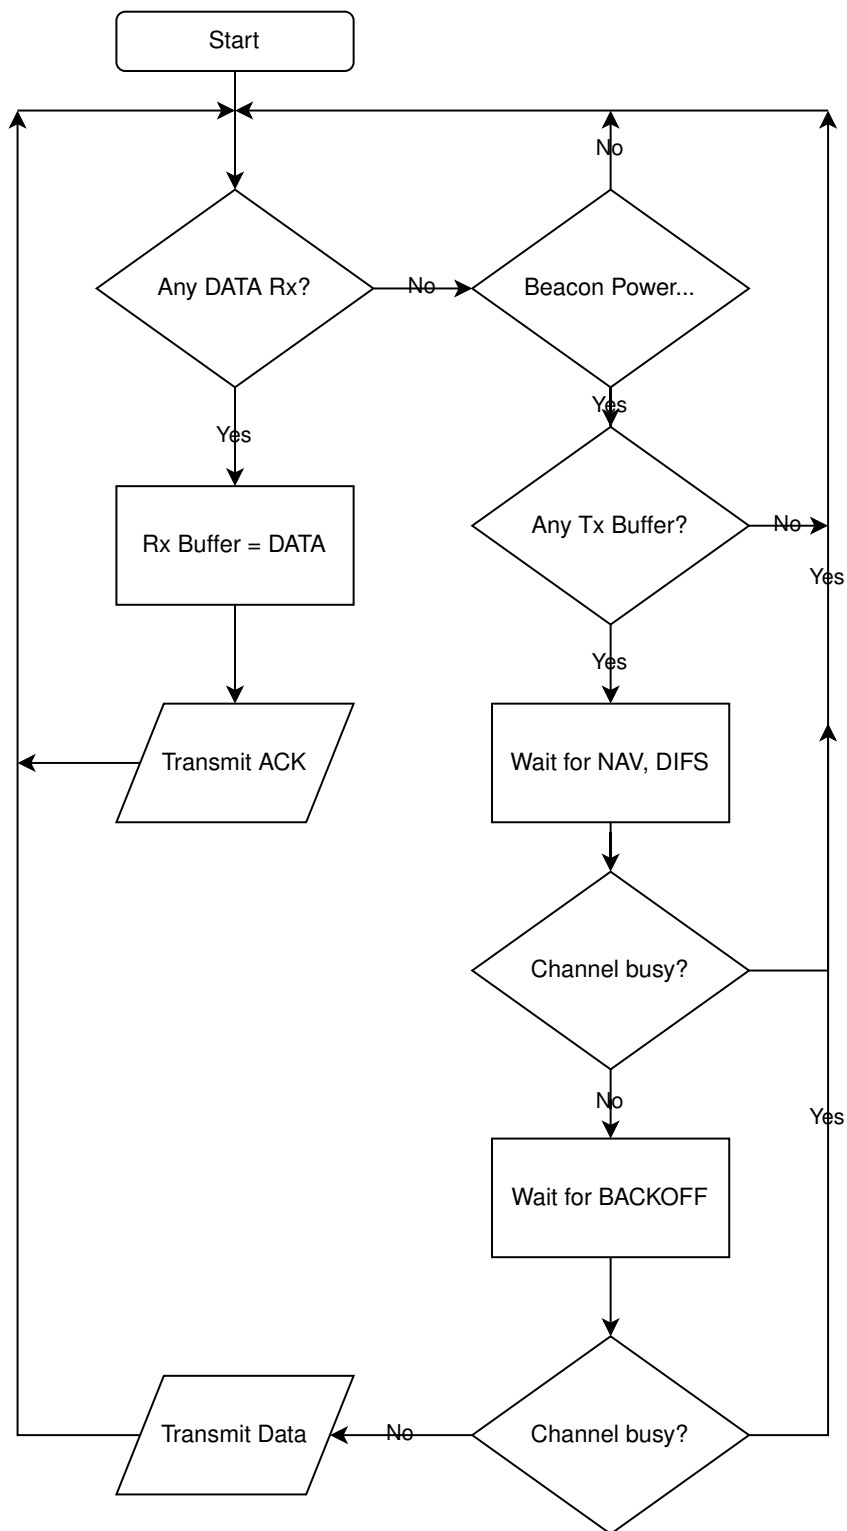 Start
No
Any DATA Rx?
No
Beacon Power...
Yes
Yes
Rx Buffer = DATA
Any Tx Buffer?
No
Yes
Yes
Transmit ACK
Wait for NAV, DIFS
Channel busy?
No
Yes
Wait for BACKOFF
Transmit Data
No
Channel busy?